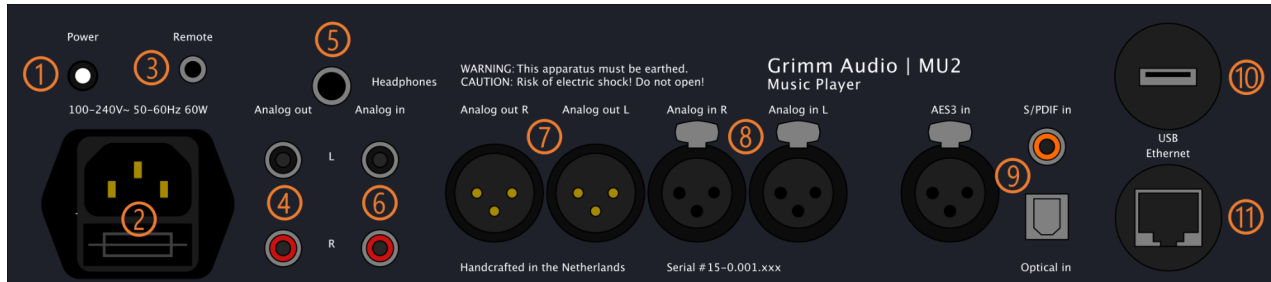 Power
Remote
①
③
⑤
Headphones
100–240V~ 50–60Hz 60W
②
Analog out
Analog in
L
④
⑥
R
WARNING: This apparatus must be earthed.
CAUTION: Risk of electric shock! Do not open!
Grimm Audio | MU2
Music Player
Analog out R
Analog out L
Analog in R
Analog in L
AES3 in
S/PDIF in
⑦
⑧
⑨
Optical in
Handcrafted in the Netherlands
Serial #15-0.001.xxx
⑩
USB
Ethernet
⑪